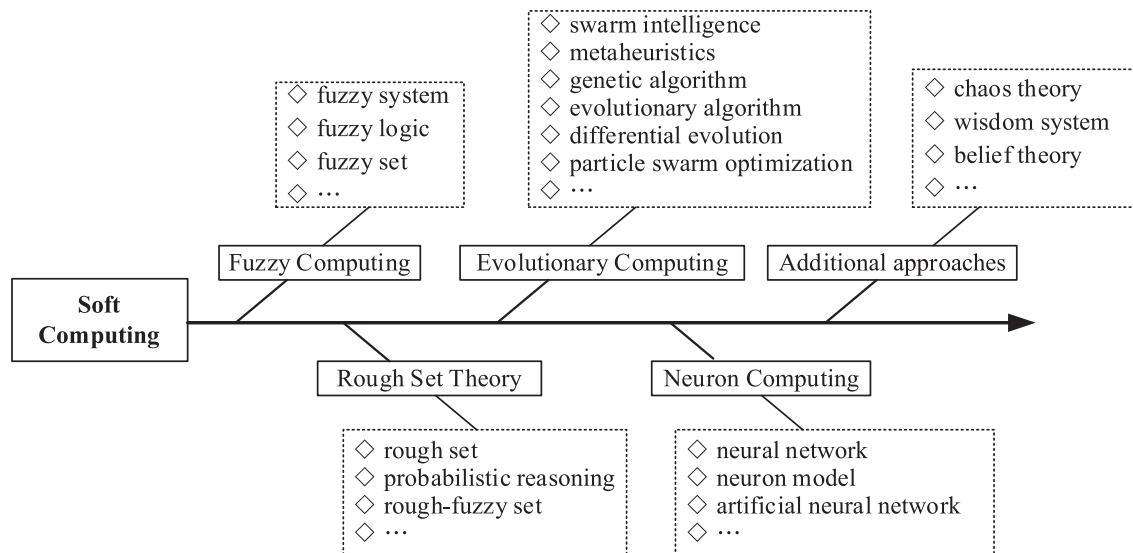 ◇ swarm intelligence
◇ metaheuristics
◇ genetic algorithm
◇ evolutionary algorithm
◇ differential evolution
◇ particle swarm optimization
◇ ...
◇ fuzzy system
◇ fuzzy logic
◇ fuzzy set
◇ ...
◇ chaos theory
◇ wisdom system
◇ belief theory
◇ ...
Fuzzy Computing
Evolutionary Computing
Additional approaches
Soft
Computing
Rough Set Theory
Neuron Computing
◇ rough set
◇ probabilistic reasoning
◇ rough-fuzzy set
◇ ...
◇ neural network
◇ neuron model
◇ artificial neural network
◇ ...